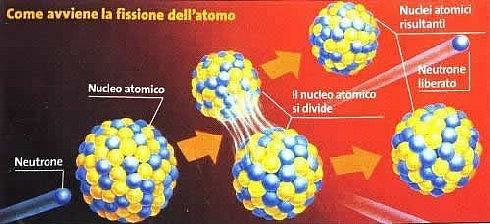 Come avviene la fissione dell'atomo
Nuclei atomici
risultanti
Neutrone
liberato
Nucleo atomico
Il nucleo atomico
si divide
Neutrone